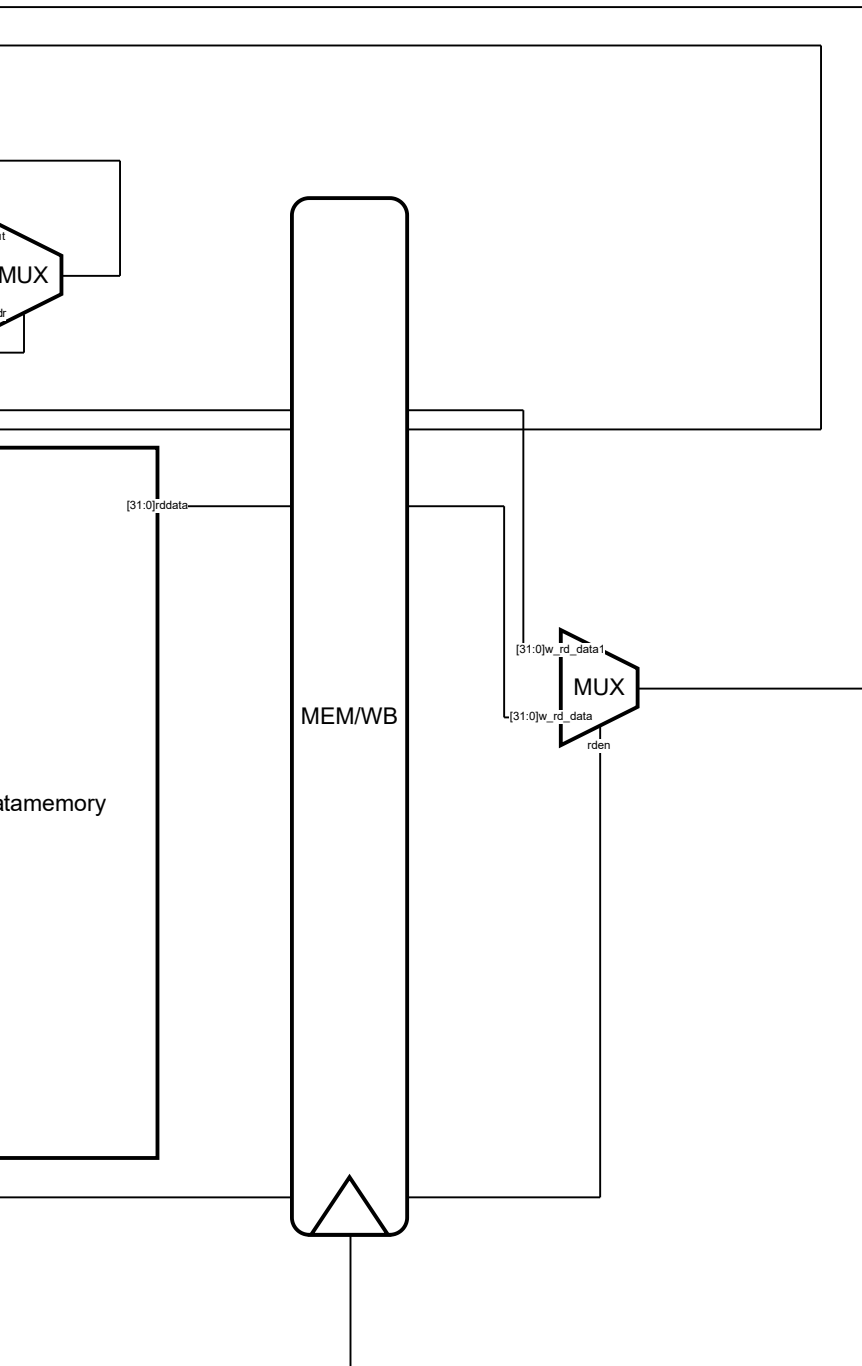 MUX
[31:0]rddata
[31:0]w_rd_data1
MUX
MEM/WB
[31:0]w_rd_data
rden
atamemory